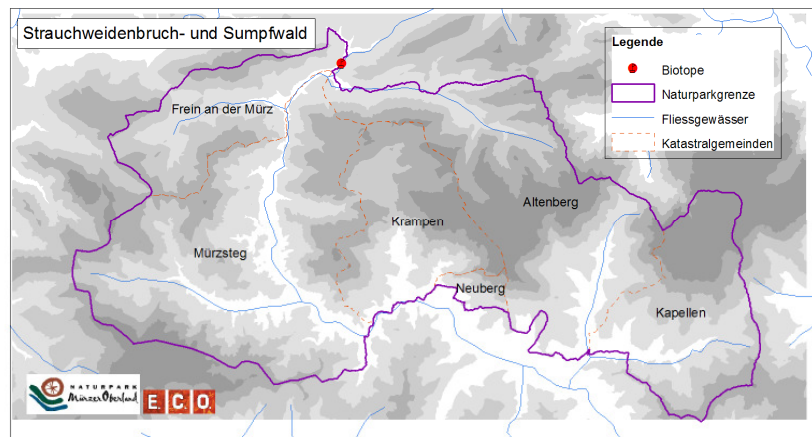 Strauchweidenbruch- und Sumpfwald
Legende
Biotope
Naturparkgrenze
Fliessgewässer
Katastralgemeinden
Frein an der Mürz
Altenberg
Krampen
Mürzsteg
Neuberg
Kapellen
NATURPARK
Mürzer Oberland
E.C.O.